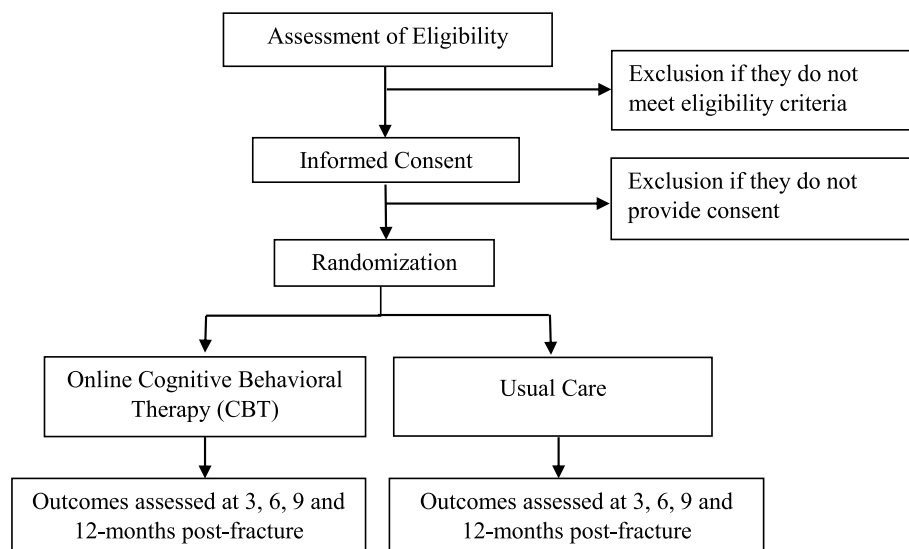 Assessment of Eligibility
Exclusion if they do not
meet eligibility criteria
Informed Consent
Exclusion if they do not
provide consent
Randomization
Online Cognitive Behavioral
Therapy (CBT)
Usual Care
Outcomes assessed at 3, 6, 9 and
12-months post-fracture
Outcomes assessed at 3, 6, 9 and
12-months post-fracture